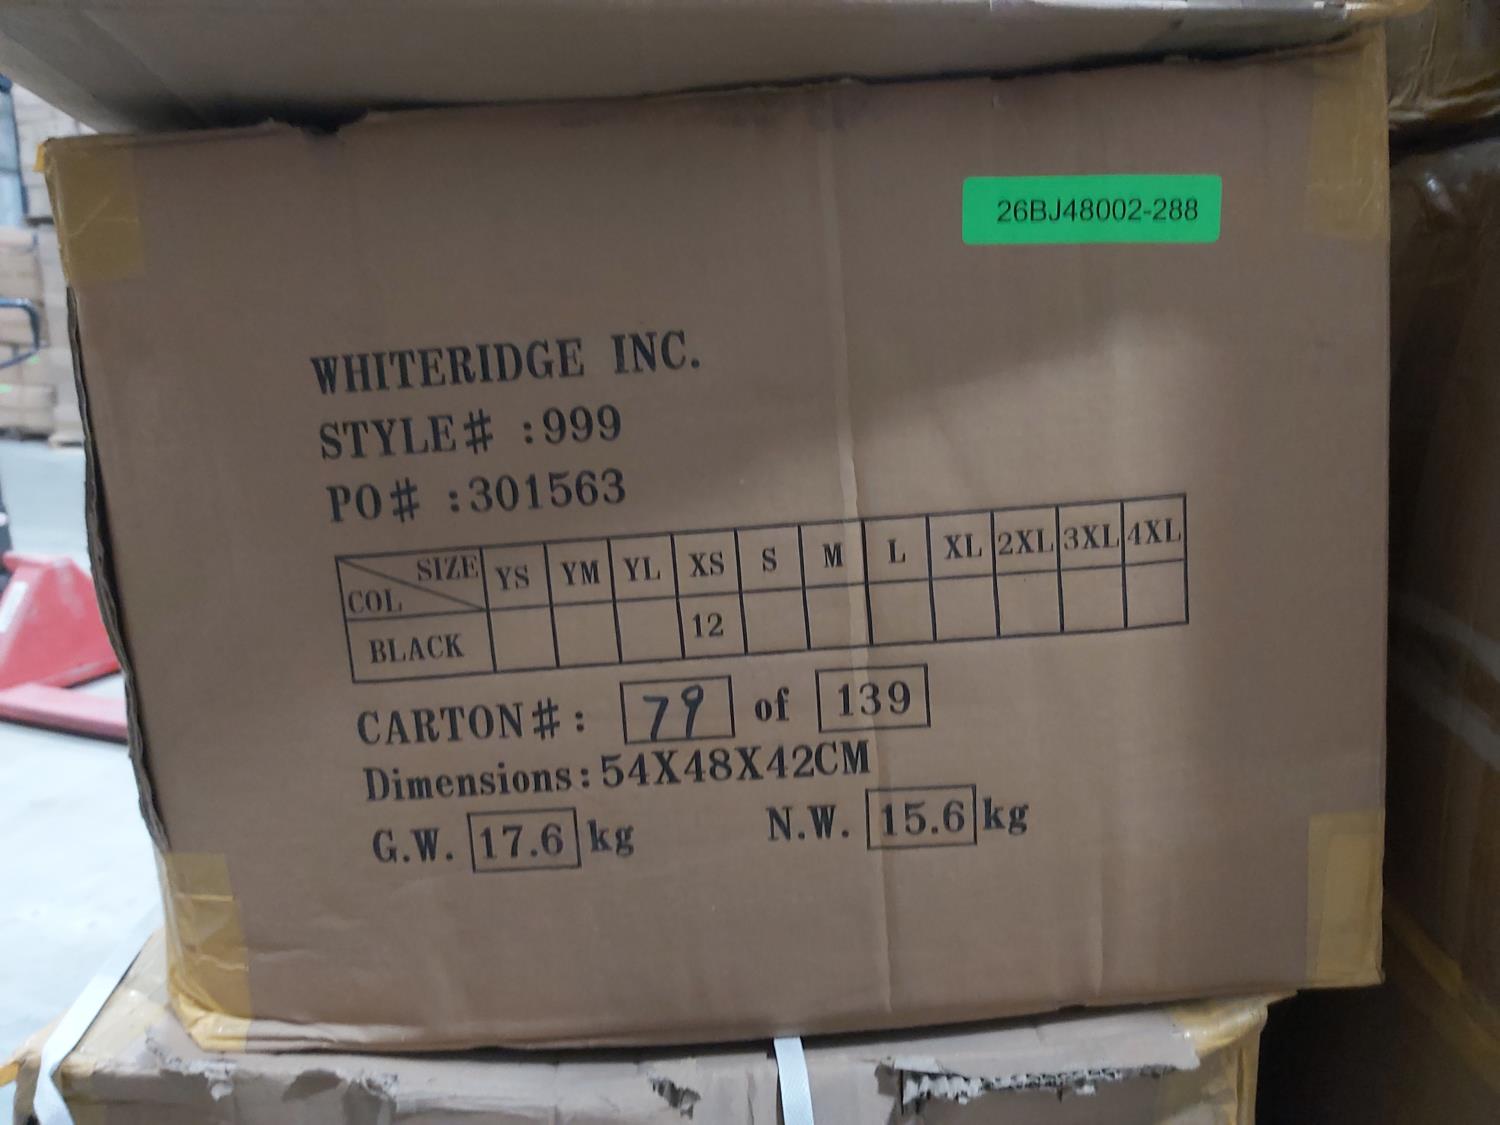 26BJ48002-288
WHITERIDGE INC.
STYLE# :999
PO# :301563
SIZE YS YM YL XS S M L XL 2XL 3XL 4XL
COL
BLACK 12
CARTON#: 79 of 139
Dimensions:54X48X42CM
G.W. 17.6 kg N.W. 15.6 kg